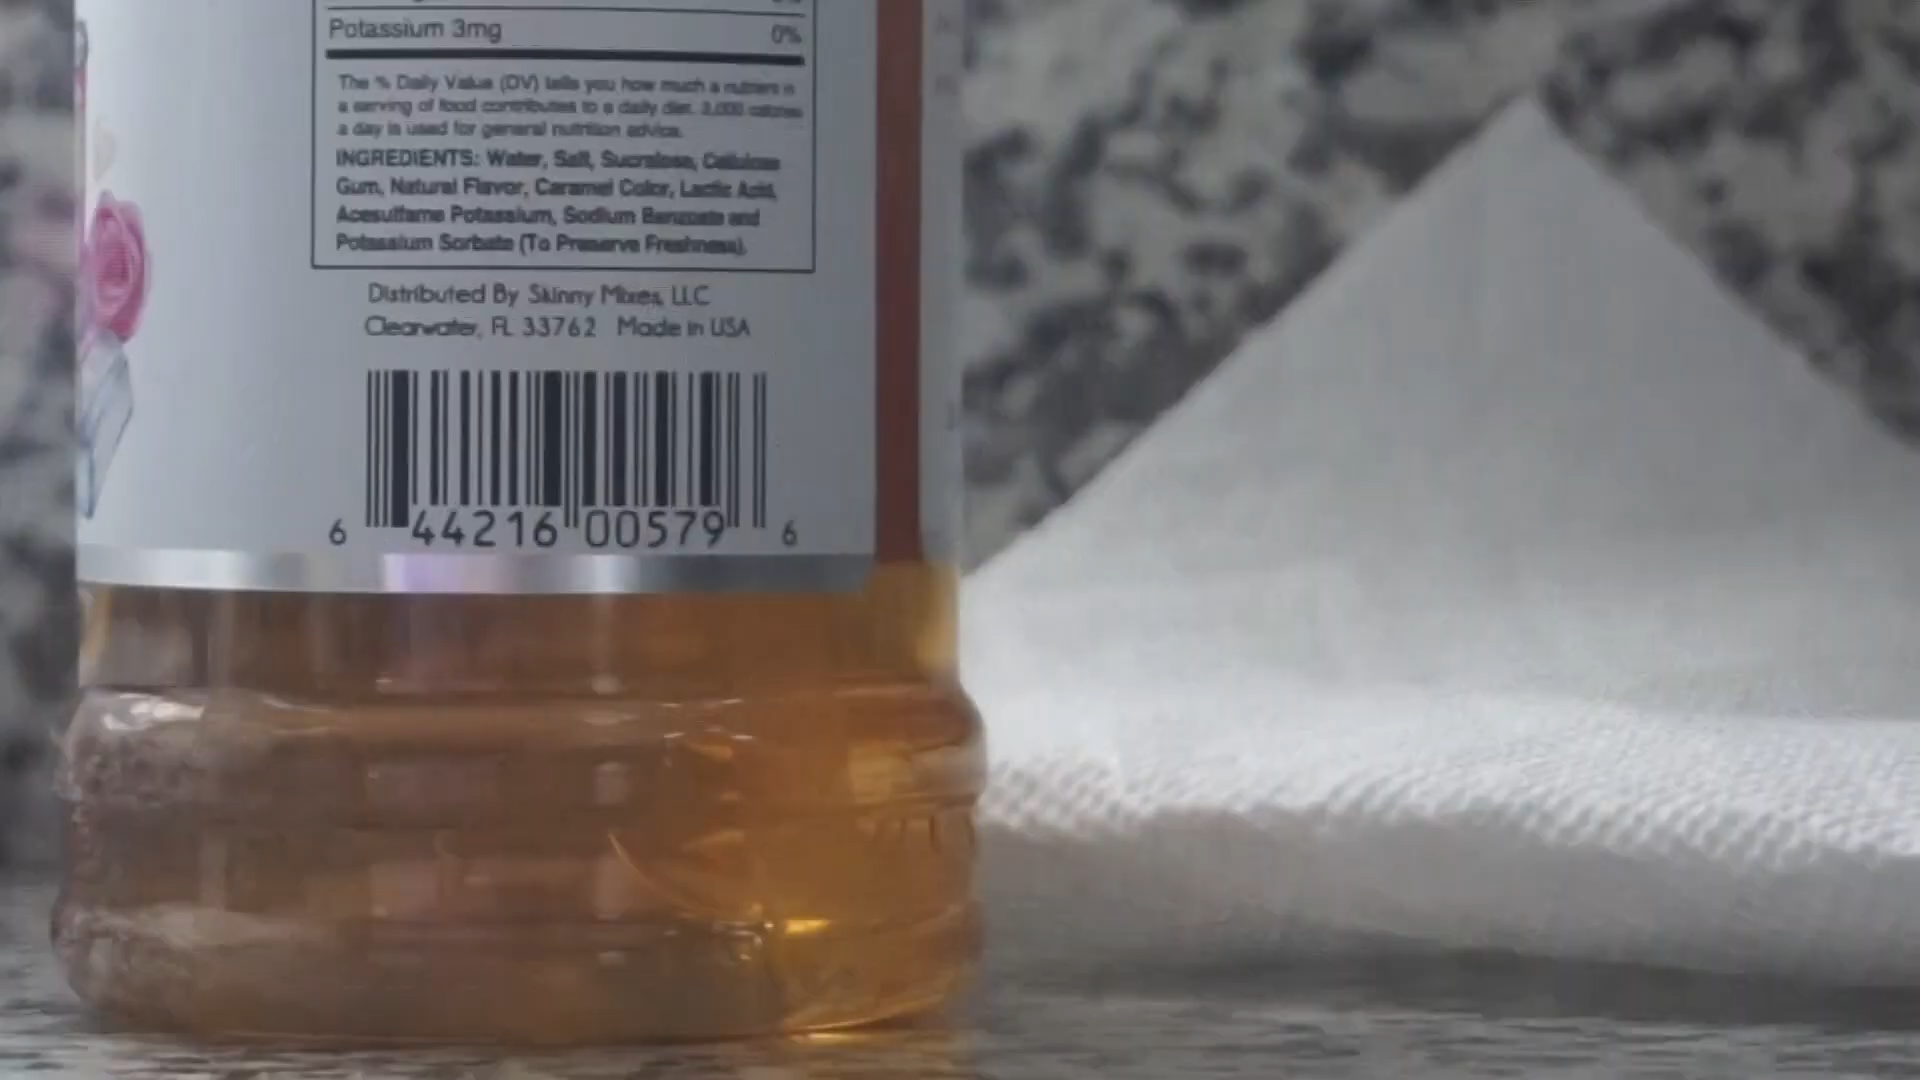 Potassium 3mg 0%
The % Daily Value (DV) tells you how much a nutrient in
a serving of food contributes to a daily diet. 2,000 calories
a day is used for general nutrition advice.
INGREDIENTS: Water, Salt, Sucralose, Cellulose
Gum, Natural Flavor, Caramel Color, Lactic Acid,
Acesulfame Potassium, Sodium Benzoate and
Potassium Sorbate (To Preserve Freshness).
Distributed By Skinny Mixes, LLC
Clearwater, FL 33762 Made in USA
6 44216 00579 6